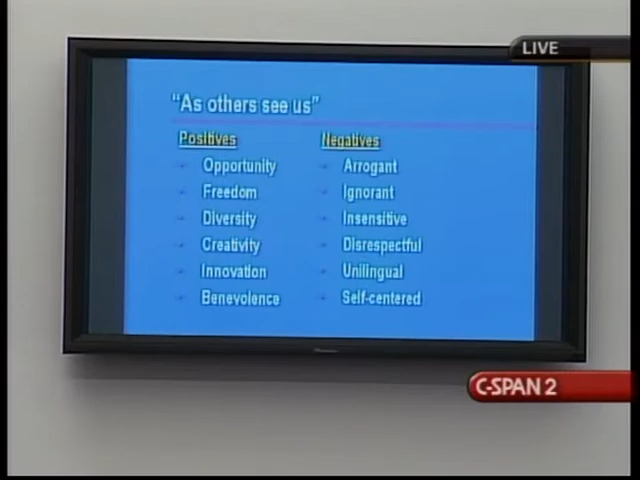 LIVE
"As others see us"
Positives Negatives
Opportunity Arrogant
Freedom Ignorant
Diversity Insensitive
Creativity Disrespectful
Innovation Unilingual
Benevolence Self-centered
C-SPAN 2